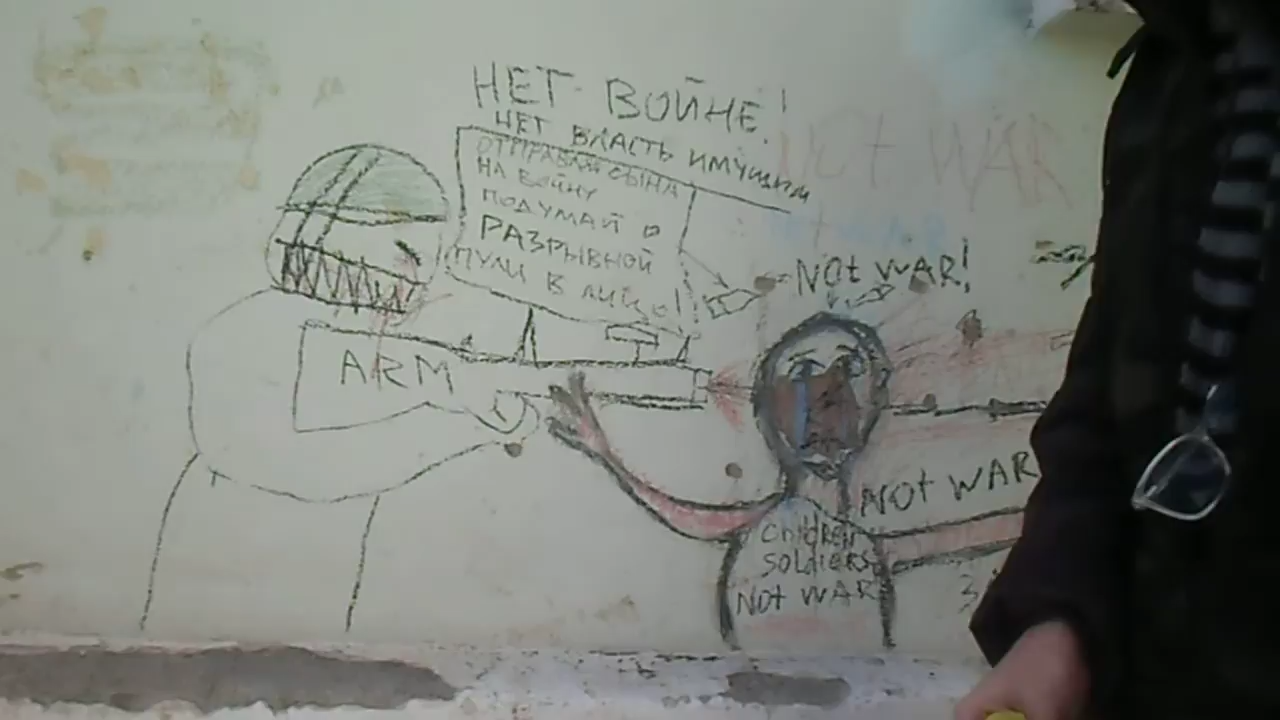 НЕТ ВОЙНЕ!
НЕТ ВЛАСТЬ ИМУЩИМ
ОТПРАВЛЯЯ СЫНА
НА ВОЙНУ
ПОДУМАЙ О
РАЗРЫВНОЙ
ПУЛИ В ЛИЦО!
NOt WAR
NOt WAR!
ARM
NOt WAR
ChildREN
SOLdiERS
NOt WAR